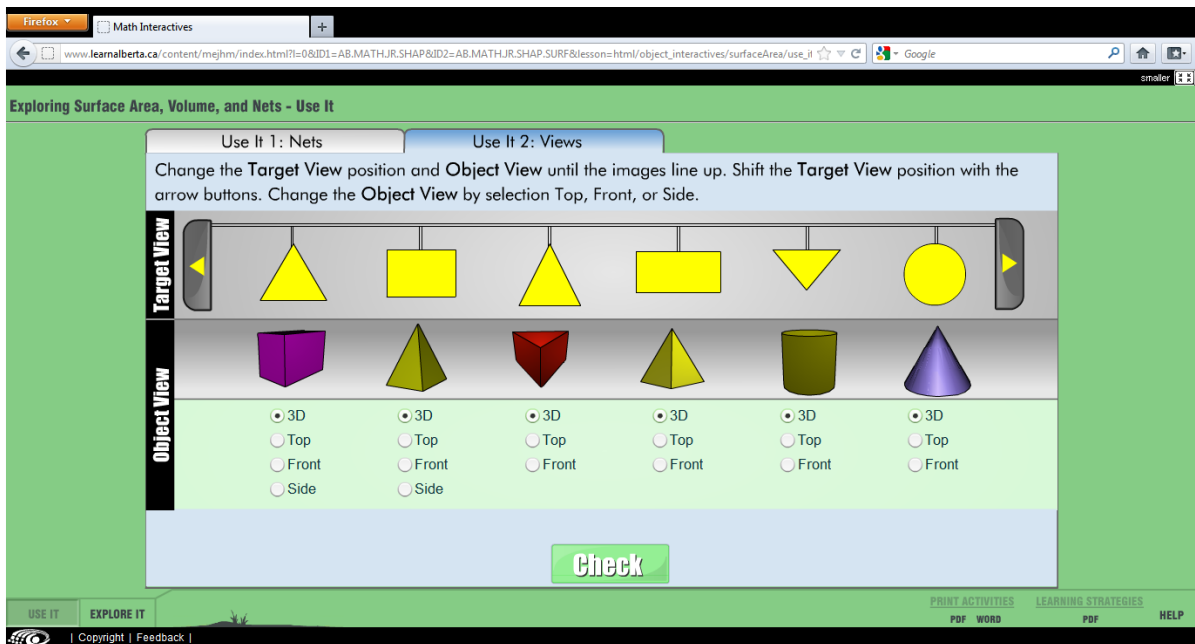 Firefox
Math Interactives
+
www.learnalberta.ca/content/mejhm/index.html?l=0&ID1=AB.MATH.JR.SHAP&ID2=AB.MATH.JR.SHAP.SURF&lesson=html/object_interactives/surfaceArea/use_it
Google
smaller
Exploring Surface Area, Volume, and Nets - Use It
Use It 1: Nets
Use It 2: Views
Change the Target View position and Object View until the images line up. Shift the Target View position with the
arrow buttons. Change the Object View by selection Top, Front, or Side.
Target View
Object View
3D 3D 3D 3D 3D 3D
Top Top Top Top Top Top
Front Front Front Front Front Front
Side Side
Check
USE IT
EXPLORE IT
PRINT ACTIVITIES
PDF WORD
LEARNING STRATEGIES
PDF
HELP
| Copyright | Feedback |